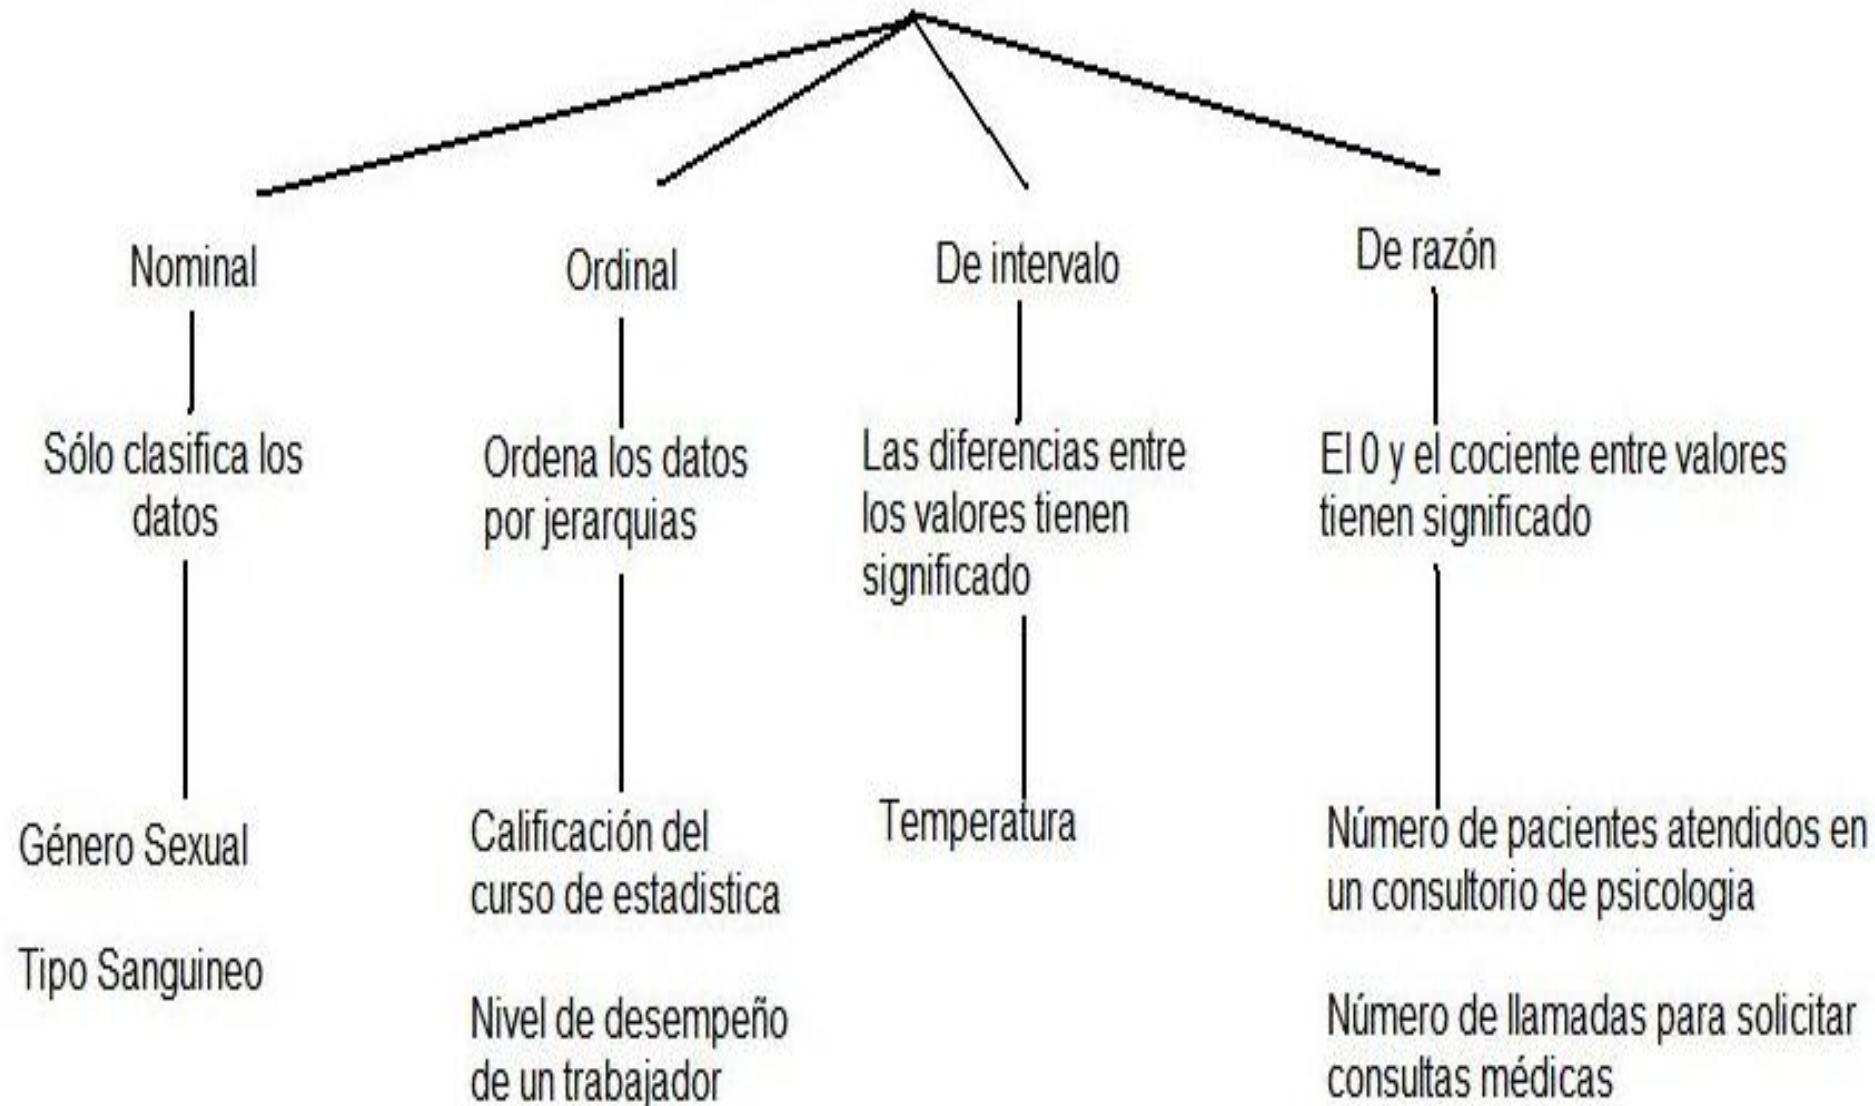 Nominal
Ordinal
De intervalo
De razón
Sólo clasifica los
datos
Ordena los datos
por jerarquias
Las diferencias entre
los valores tienen
significado
El 0 y el cociente entre valores
tienen significado
Género Sexual
Tipo Sanguineo
Calificación del
curso de estadistica
Nivel de desempeño
de un trabajador
Temperatura
Número de pacientes atendidos en
un consultorio de psicologia
Número de llamadas para solicitar
consultas médicas